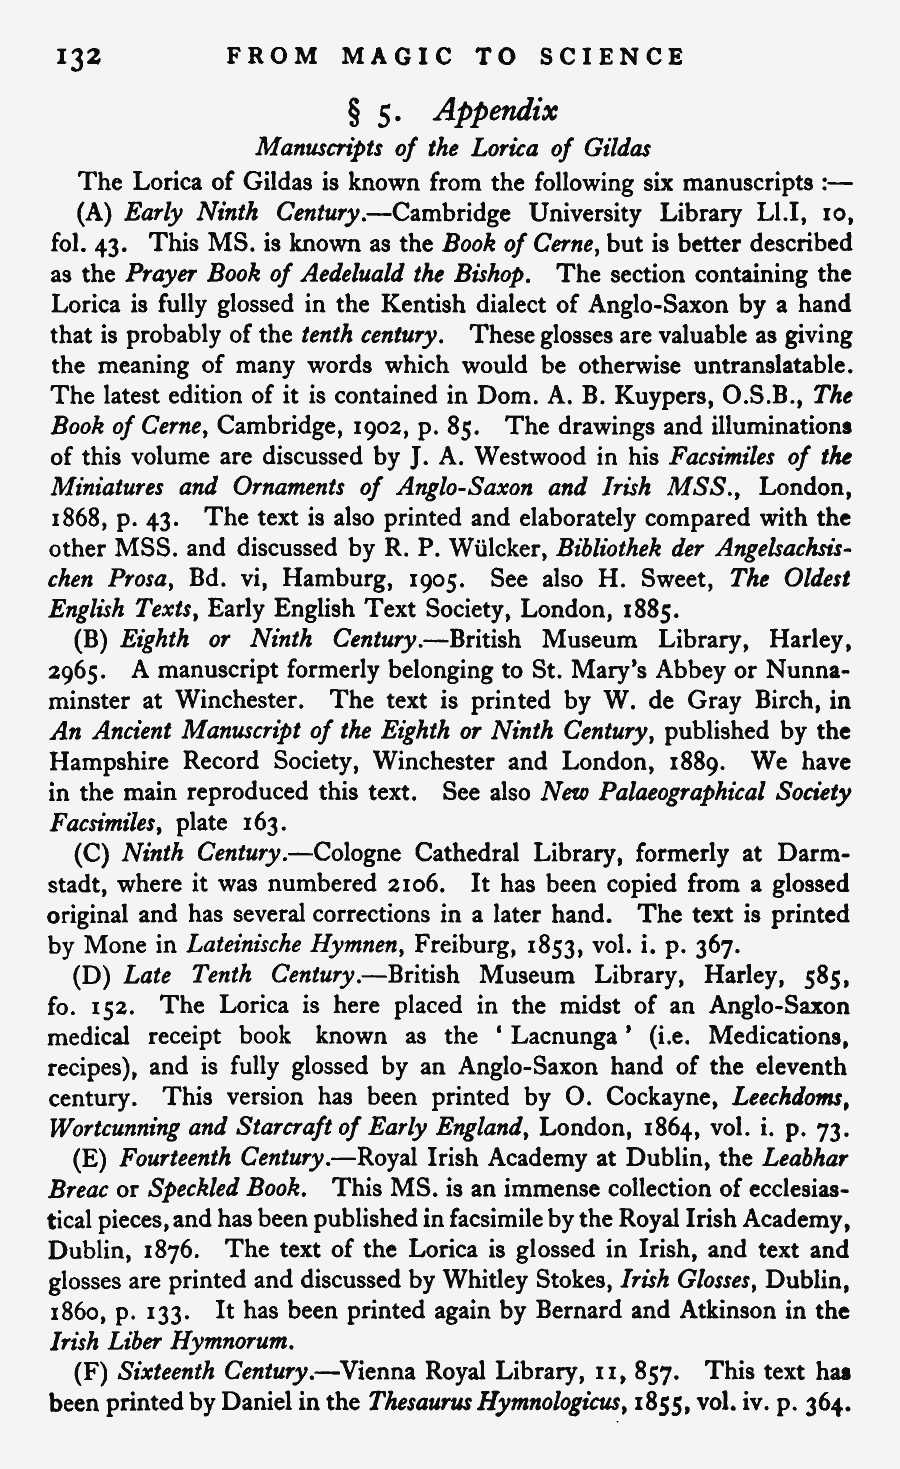 132 FROM MAGIC TO SCIENCE
§ 5. Appendix
Manuscripts of the Lorica of Gildas
The Lorica of Gildas is known from the following six manuscripts :—
(A) Early Ninth Century.—Cambridge University Library Ll.I, 10,
fol. 43. This MS. is known as the Book of Cerne, but is better described
as the Prayer Book of Aedeluald the Bishop. The section containing the
Lorica is fully glossed in the Kentish dialect of Anglo-Saxon by a hand
that is probably of the tenth century. These glosses are valuable as giving
the meaning of many words which would be otherwise untranslatable.
The latest edition of it is contained in Dom. A. B. Kuypers, O.S.B., The
Book of Cerne, Cambridge, 1902, p. 85. The drawings and illuminations
of this volume are discussed by J. A. Westwood in his Facsimiles of the
Miniatures and Ornaments of Anglo-Saxon and Irish MSS., London,
1868, p. 43. The text is also printed and elaborately compared with the
other MSS. and discussed by R. P. Wülcker, Bibliothek der Angelsachsis-
chen Prosa, Bd. vi, Hamburg, 1905. See also H. Sweet, The Oldest
English Texts, Early English Text Society, London, 1885.
(B) Eighth or Ninth Century.—British Museum Library, Harley,
2965. A manuscript formerly belonging to St. Mary's Abbey or Nunna-
minster at Winchester. The text is printed by W. de Gray Birch, in
An Ancient Manuscript of the Eighth or Ninth Century, published by the
Hampshire Record Society, Winchester and London, 1889. We have
in the main reproduced this text. See also New Palaeographical Society
Facsimiles, plate 163.
(C) Ninth Century.—Cologne Cathedral Library, formerly at Darm-
stadt, where it was numbered 2106. It has been copied from a glossed
original and has several corrections in a later hand. The text is printed
by Mone in Lateinische Hymnen, Freiburg, 1853, vol. i. p. 367.
(D) Late Tenth Century.—British Museum Library, Harley, 585,
fo. 152. The Lorica is here placed in the midst of an Anglo-Saxon
medical receipt book known as the ‘ Lacnunga ’ (i.e. Medications,
recipes), and is fully glossed by an Anglo-Saxon hand of the eleventh
century. This version has been printed by O. Cockayne, Leechdoms,
Wortcunning and Starcraft of Early England, London, 1864, vol. i. p. 73.
(E) Fourteenth Century.—Royal Irish Academy at Dublin, the Leabhar
Breac or Speckled Book. This MS. is an immense collection of ecclesias-
tical pieces, and has been published in facsimile by the Royal Irish Academy,
Dublin, 1876. The text of the Lorica is glossed in Irish, and text and
glosses are printed and discussed by Whitley Stokes, Irish Glosses, Dublin,
1860, p. 133. It has been printed again by Bernard and Atkinson in the
Irish Liber Hymnorum.
(F) Sixteenth Century.—Vienna Royal Library, 11, 857. This text has
been printed by Daniel in the Thesaurus Hymnologicus, 1855, vol. iv. p. 364.